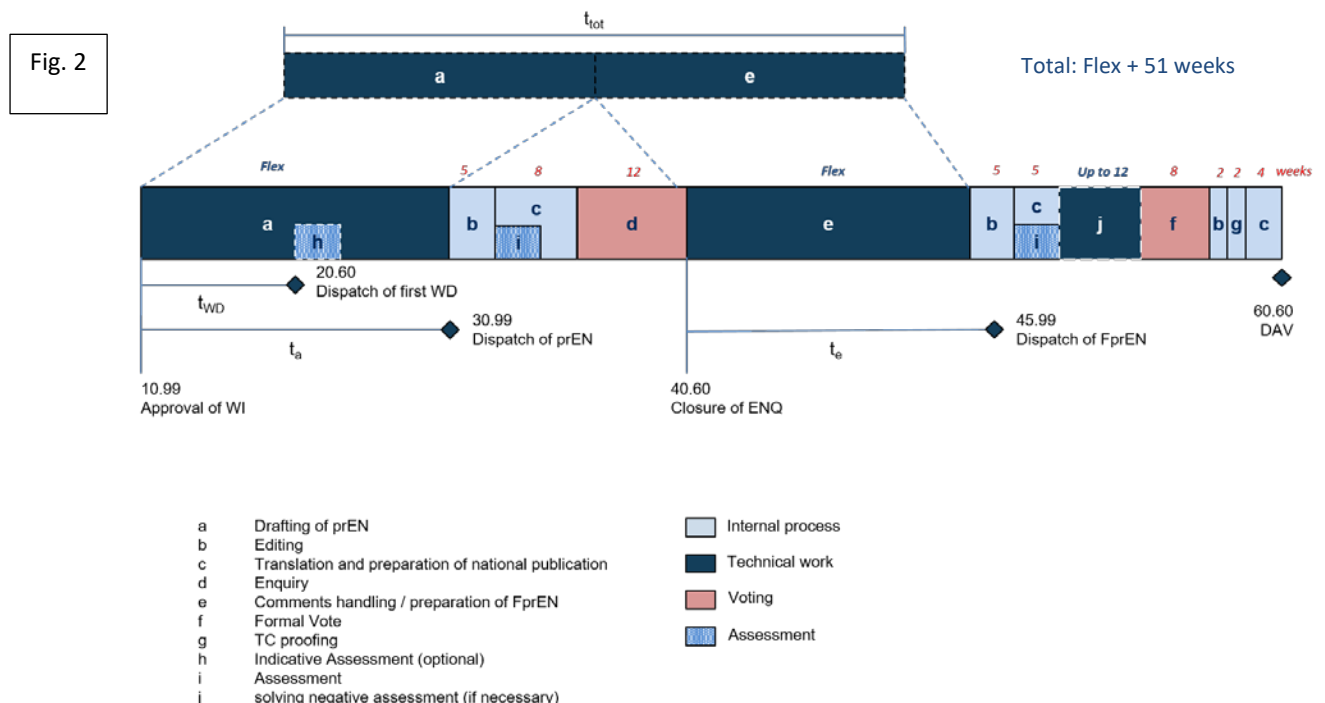 t_tot
Fig. 2
Total: Flex + 51 weeks
a e
Flex 5 8 12 Flex 5 5 Up to 12 8 2 2 4 weeks
a h b c i d e b c i j f b g c
20.60
Dispatch of first WD
t_WD
30.99
Dispatch of prEN
t_a
45.99
Dispatch of FprEN
t_e
60.60
DAV
10.99
Approval of WI
40.60
Closure of ENQ
a Drafting of prEN
b Editing
c Translation and preparation of national publication
d Enquiry
e Comments handling / preparation of FprEN
f Formal Vote
g TC proofing
h Indicative Assessment (optional)
i Assessment
j solving negative assessment (if necessary)
Internal process
Technical work
Voting
Assessment